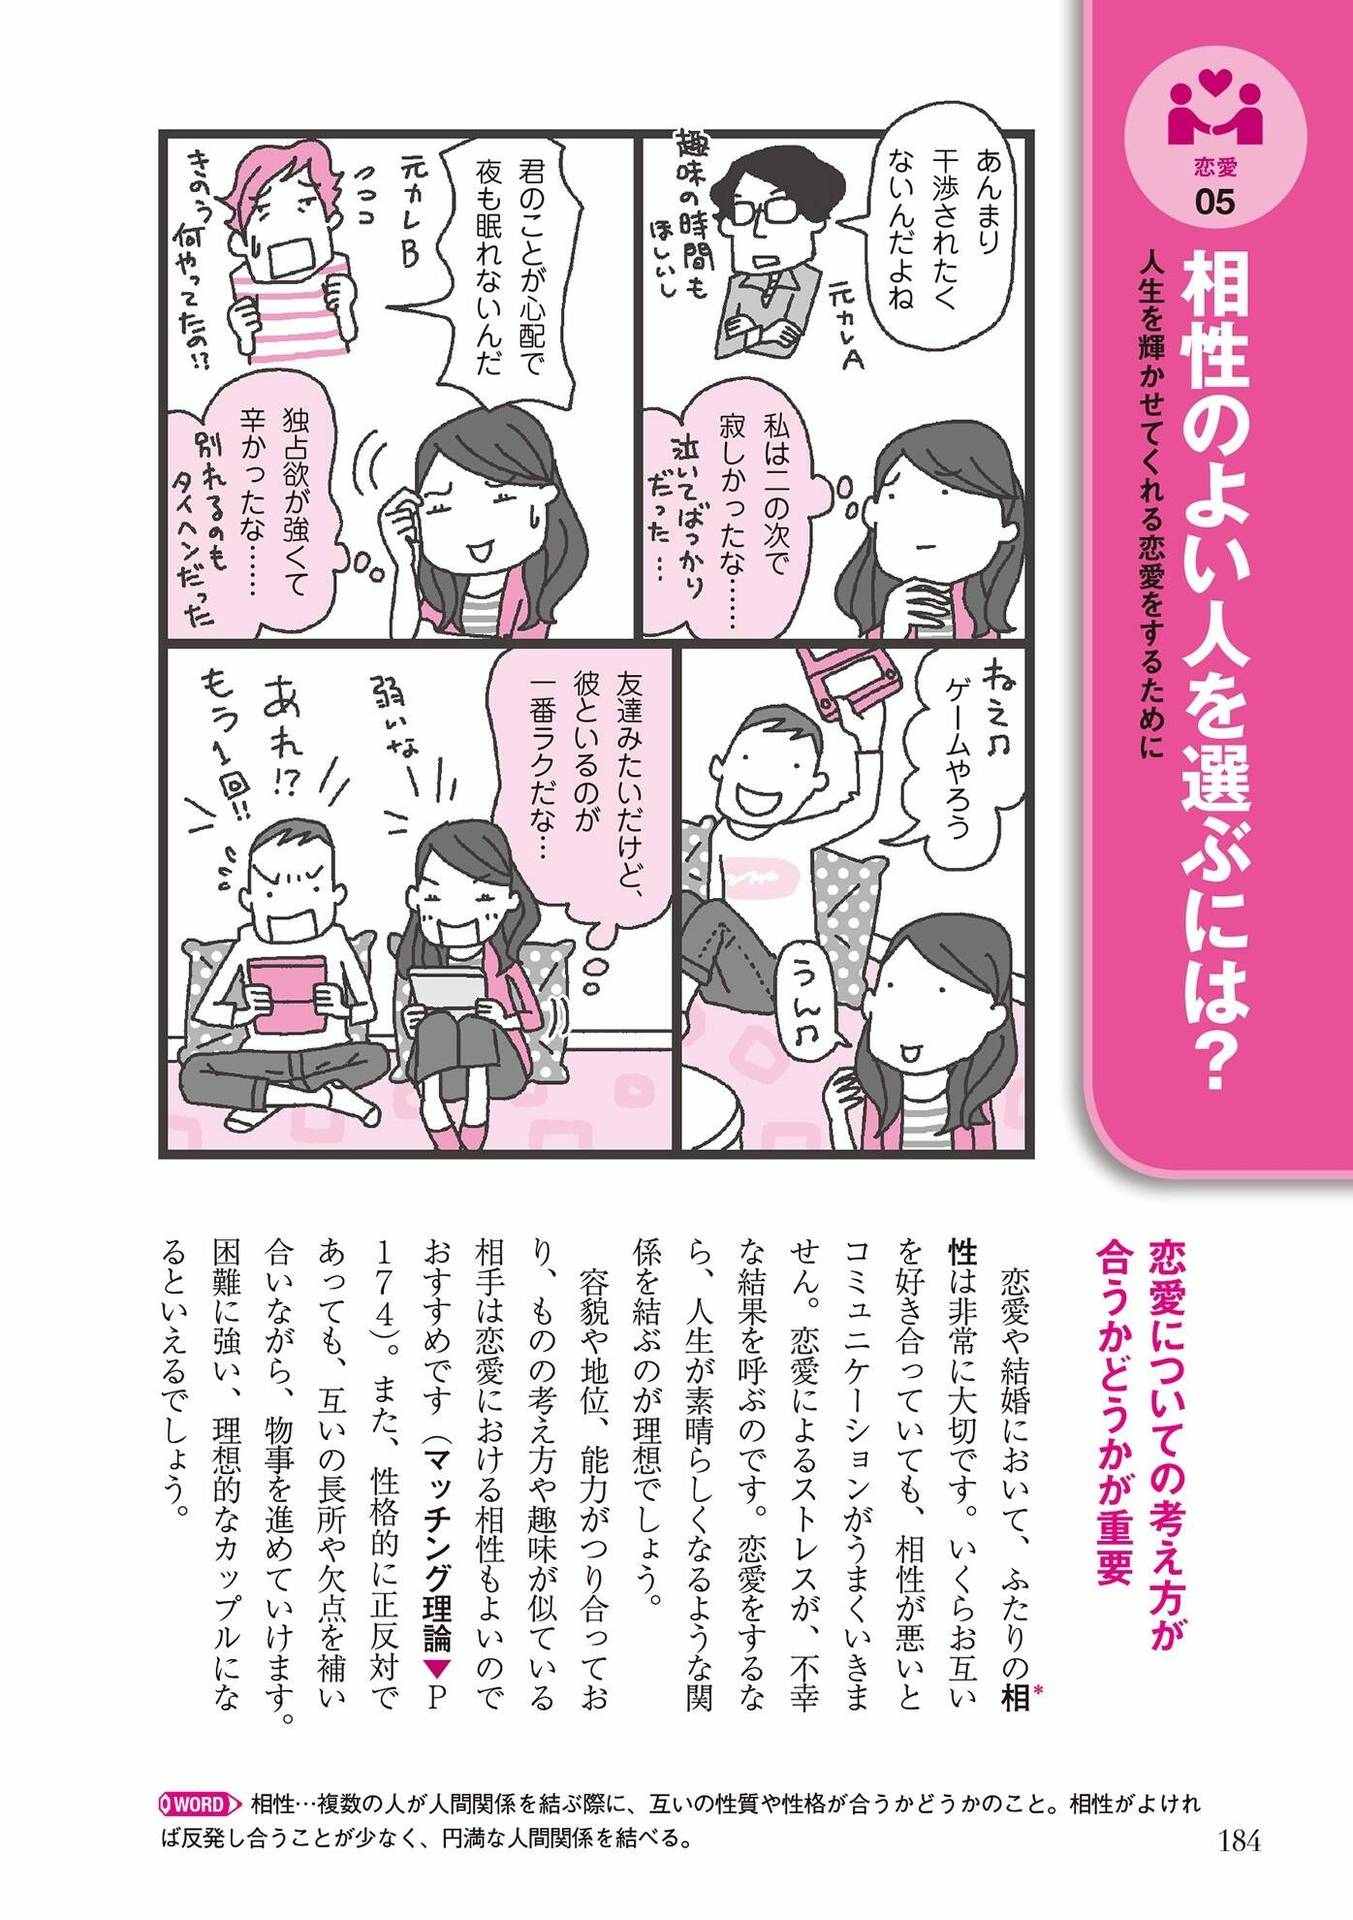 恋愛
05
相性のよい人を選ぶには？
人生を輝かせてくれる恋愛をするために
あんまり
干渉されたく
ないんだよね
元カレA
趣味の時間も
ほしいし
私は二の次で
寂しかったな……
泣いてばっかり
だった…
君のことが心配で
夜も眠れないんだ
元カレB
きのう
何やってたの!?
独占欲が強くて
辛かったな……
別れるのも
タイヘンだった
ねえ♫
ゲームやろう
うん♫
友達みたいだけど、
彼といるのが
一番ラクだな…
弱いな
あれ!?
もう1回!!
恋愛についての考え方が
合うかどうかが重要
恋愛や結婚において、ふたりの相*
性は非常に大切です。いくらお互い
を好き合っていても、相性が悪いと
コミュニケーションがうまくいきま
せん。恋愛によるストレスが、不幸
な結果を呼ぶのです。恋愛をするな
ら、人生が素晴らしくなるような関
係を結ぶのが理想でしょう。
容貌や地位、能力がつり合ってお
り、ものの考え方や趣味が似ている
相手は恋愛における相性もよいので
おすすめです（マッチング理論▼P
174）。また、性格的に正反対で
あっても、互いの長所や欠点を補い
合いながら、物事を進めていけます。
困難に強い、理想的なカップルにな
るといえるでしょう。
WORD 相性…複数の人が人間関係を結ぶ際に、互いの性質や性格が合うかどうかのこと。相性がよけれ
ば反発し合うことが少なく、円満な人間関係を結べる。
184